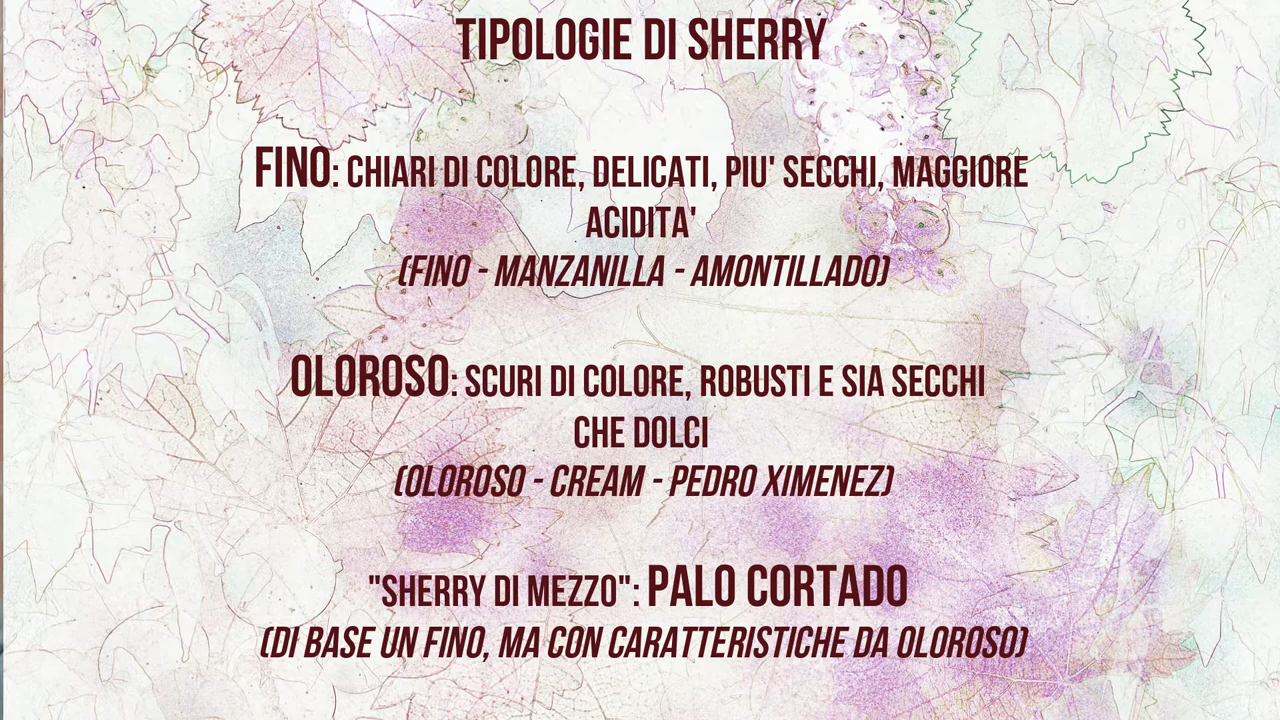 TIPOLOGIE DI SHERRY
FINO: CHIARI DI COLORE, DELICATI, PIU' SECCHI, MAGGIORE
ACIDITA'
(FINO - MANZANILLA - AMONTILLADO)
OLOROSO: SCURI DI COLORE, ROBUSTI E SIA SECCHI
CHE DOLCI
(OLOROSO - CREAM - PEDRO XIMENEZ)
"SHERRY DI MEZZO": PALO CORTADO
(DI BASE UN FINO, MA CON CARATTERISTICHE DA OLOROSO)